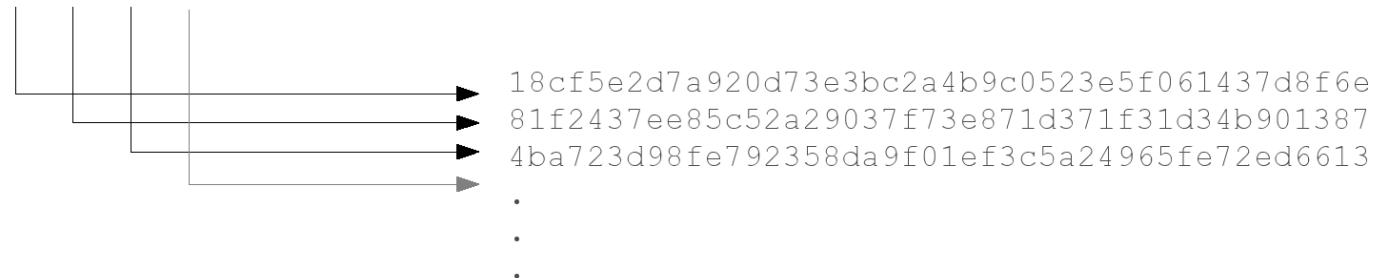 18cf5e2d7a920d73e3bc2a4b9c0523e5f061437d8f6e
81f2437ee85c52a29037f73e871d371f31d34b901387
4ba723d98fe792358da9f01ef3c5a24965fe72ed6613
.
.
.